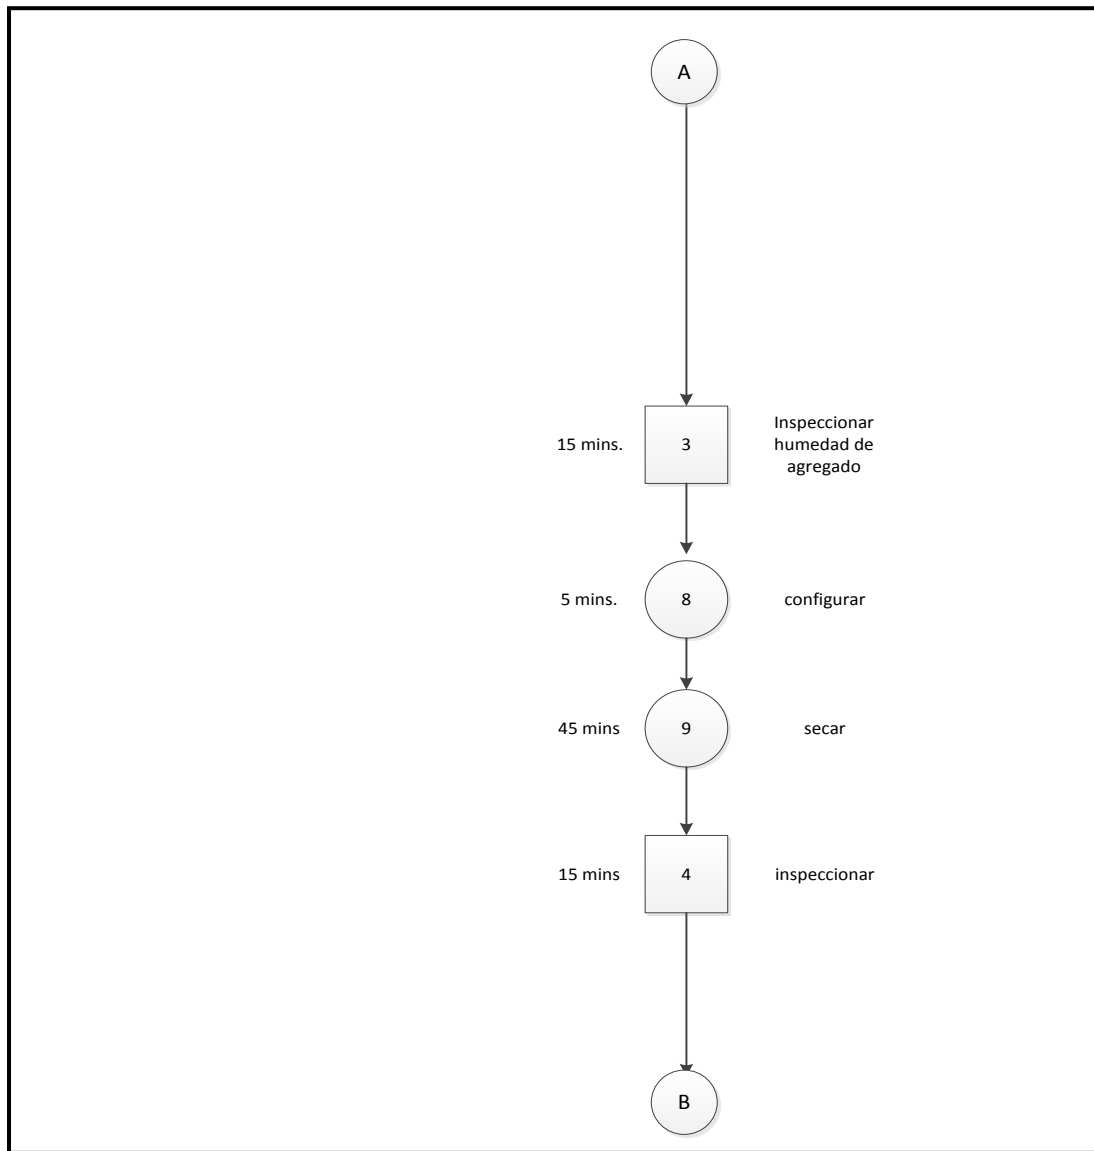 A
15 mins.
3
Inspeccionar
humedad de
agregado
5 mins.
8
configurar
45 mins
9
secar
15 mins
4
inspeccionar
B